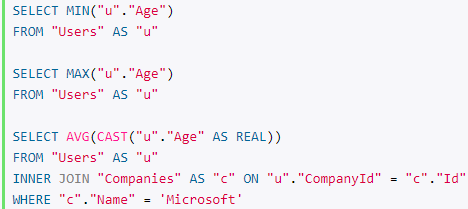 SELECT MIN("u"."Age")
FROM "Users" AS "u"
SELECT MAX("u"."Age")
FROM "Users" AS "u"
SELECT AVG(CAST("u"."Age" AS REAL))
FROM "Users" AS "u"
INNER JOIN "Companies" AS "c" ON "u"."CompanyId" = "c"."Id"
WHERE "c"."Name" = 'Microsoft'